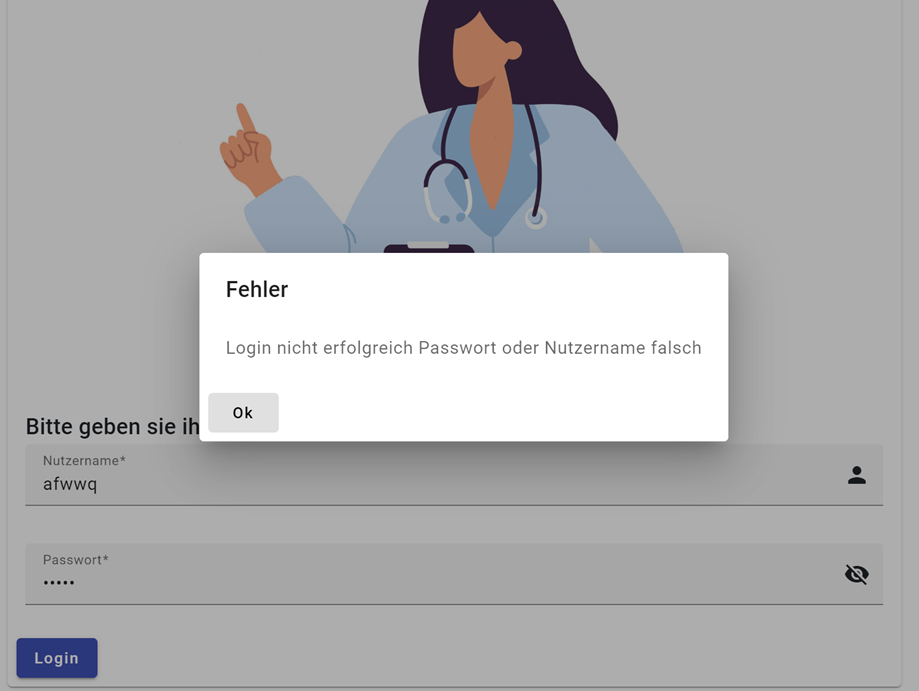 Fehler
Login nicht erfolgreich Passwort oder Nutzername falsch
Ok
Bitte geben sie ih
Nutzername*
afwwq
Passwort*
•••••
Login